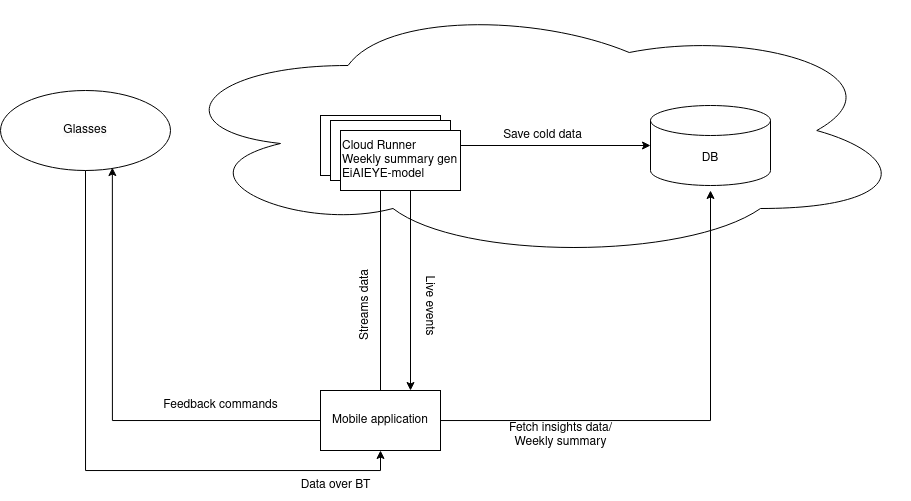 Glasses
Cloud Runner
Weekly summary gen
EiAIEYE-model
Save cold data
DB
Streams data
Live events
Feedback commands
Mobile application
Fetch insights data/
Weekly summary
Data over BT